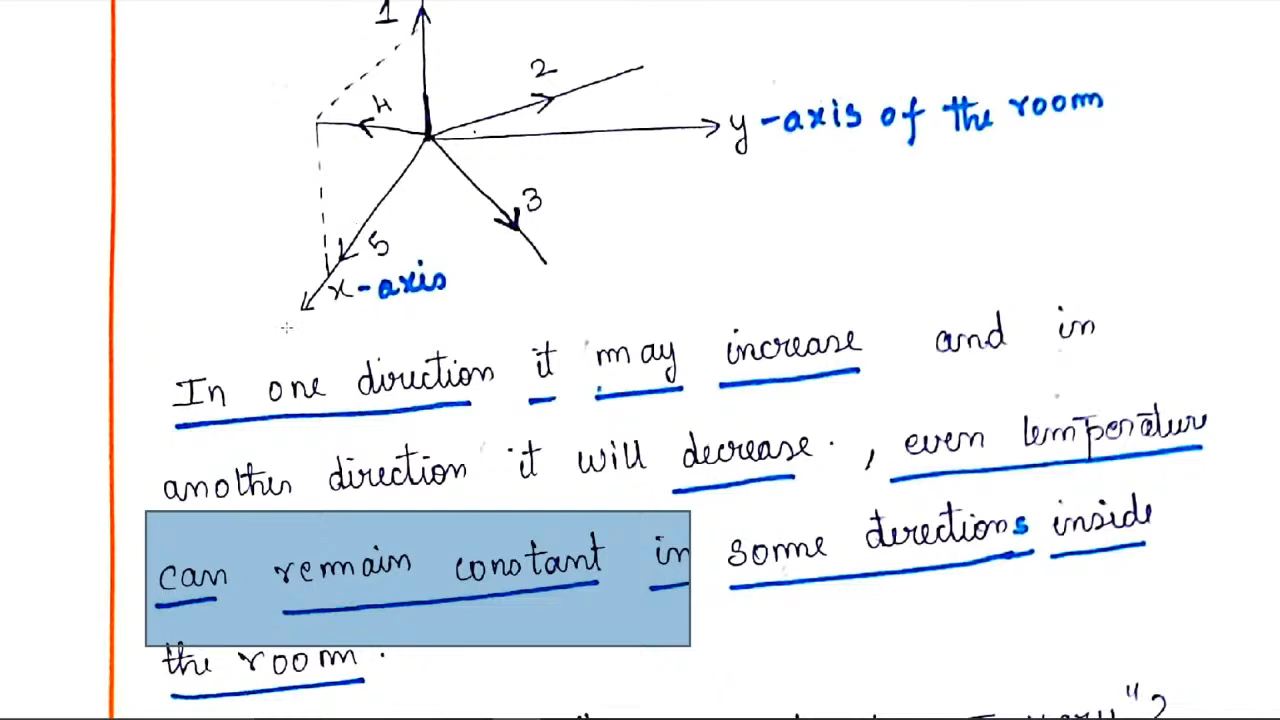 1
2
4
y-axis of the room
3
5
x-axis
In one direction it may increase and in
another direction it will decrease. , even temperatur
can remain constant in some directions inside
the room.